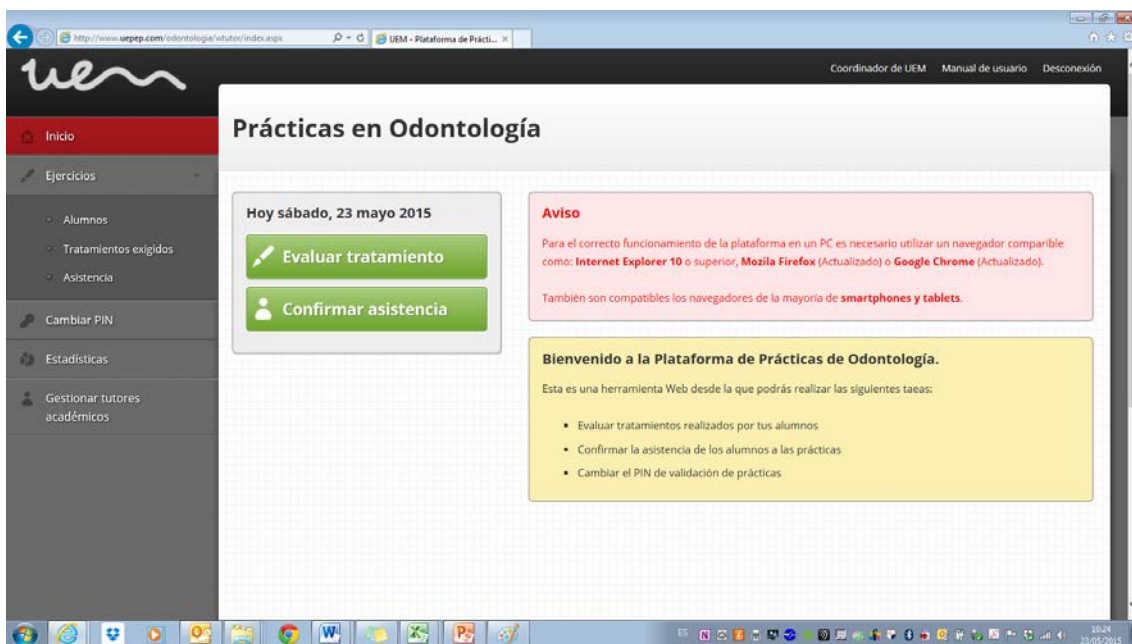 http://www.uepep.com/odontologia/wtutor/index.aspx
UEM - Plataforma de Prácti...
uem
Coordinador de UEM Manual de usuario Desconexión
Inicio
Ejercicios
Alumnos
Tratamientos exigidos
Asistencia
Cambiar PIN
Estadísticas
Gestionar tutores
académicos
Prácticas en Odontología
Hoy sábado, 23 mayo 2015
Evaluar tratamiento
Confirmar asistencia
Aviso
Para el correcto funcionamiento de la plataforma en un PC es necesario utilizar un navegador comparible
como: Internet Explorer 10 o superior, Mozila Firefox (Actualizado) o Google Chrome (Actualizado).
También son compatibles los navegadores de la mayoría de smartphones y tablets.
Bienvenido a la Plataforma de Prácticas de Odontología.
Esta es una herramienta Web desde la que podrás realizar las siguientes taeas:
Evaluar tratamientos realizados por tus alumnos
Confirmar la asistencia de los alumnos a las prácticas
Cambiar el PIN de validación de prácticas
ES
10:24
23/05/2015